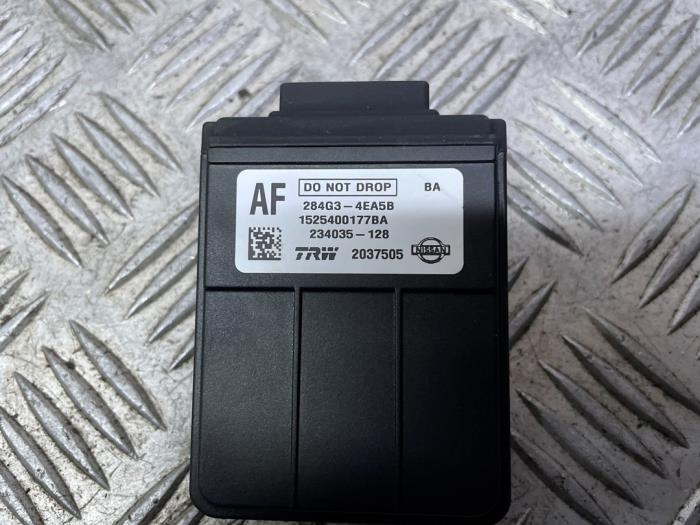 AF DO NOT DROP BA
284G3-4EA5B
1525400177BA
234035-128
TRW 2037505 NISSAN